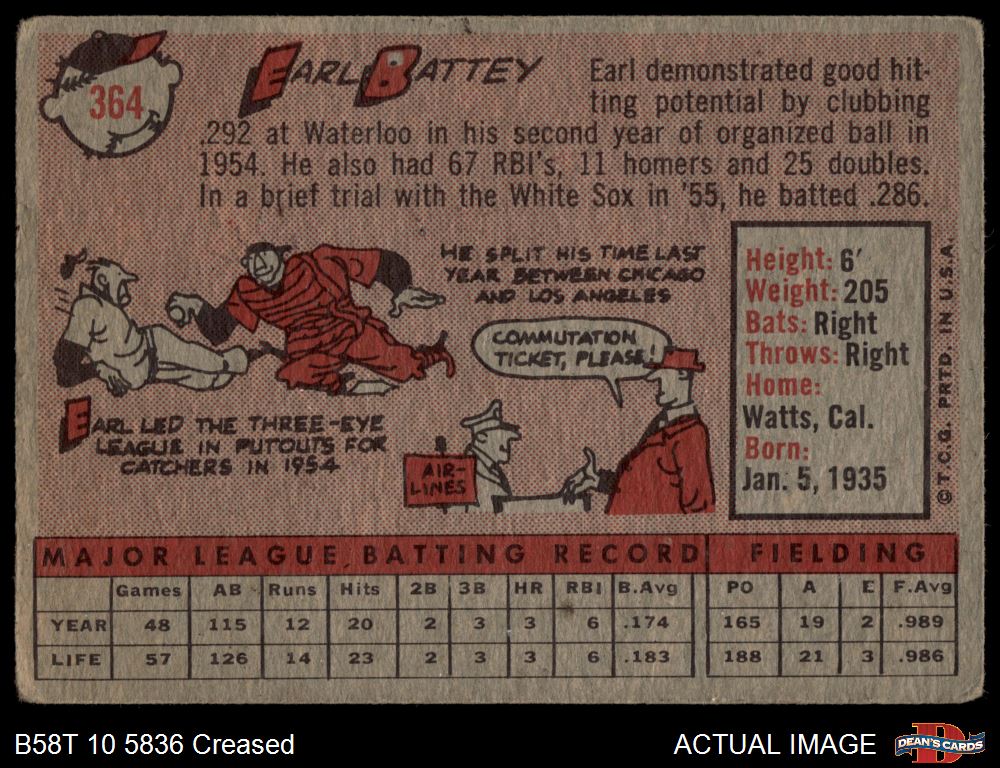 364
EARL BATTEY
Earl demonstrated good hit-
ting potential by clubbing
.292 at Waterloo in his second year of organized ball in
1954. He also had 67 RBI's, 11 homers and 25 doubles.
In a brief trial with the White Sox in '55, he batted .286.
HE SPLIT HIS TIME LAST
YEAR BETWEEN CHICAGO
AND LOS ANGELES
COMMUTATION
TICKET, PLEASE!
EARL LED THE THREE-EYE
LEAGUE IN PUTOUTS FOR
CATCHERS IN 1954
AIR-
LINES
Height: 6'
Weight: 205
Bats: Right
Throws: Right
Home:
Watts, Cal.
Born:
Jan. 5, 1935
© T.C.G. PRTD. IN U.S.A.
MAJOR LEAGUE BATTING RECORD FIELDING
Games AB Runs Hits 2B 3B HR RBI B.Avg PO A E F.Avg
YEAR 48 115 12 20 2 3 3 6 .174 165 19 2 .989
LIFE 57 126 14 23 2 3 3 6 .183 188 21 3 .986
B58T 10 5836 Creased
ACTUAL IMAGE
D
DEAN'S CARDS